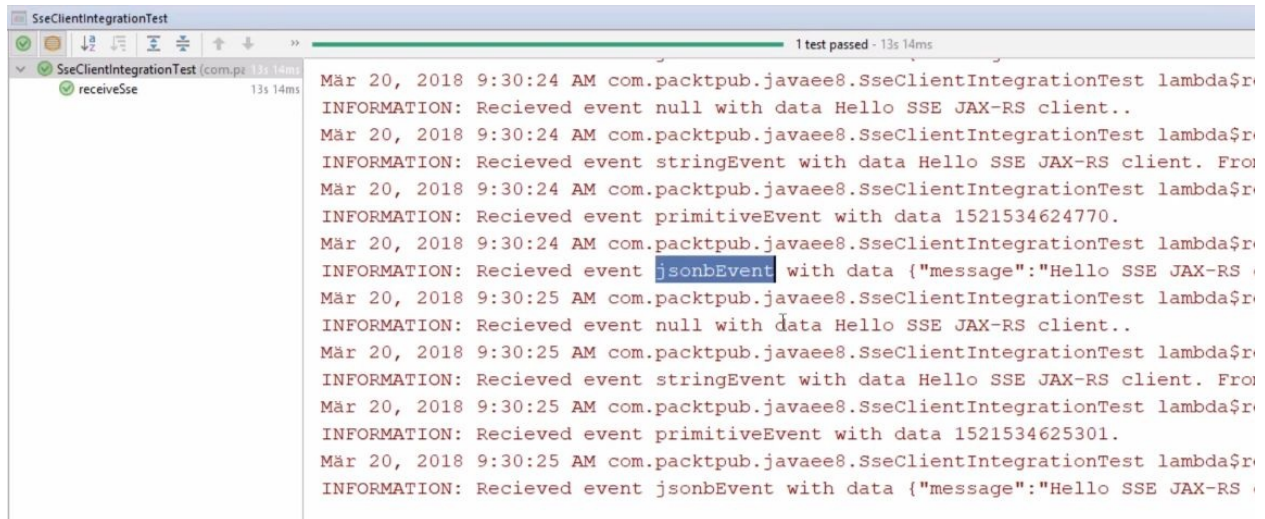 SseClientIntegrationTest
1 test passed - 13s 14ms
SseClientIntegrationTest (com.pa 13s 14ms
receiveSse 13s 14ms
Mär 20, 2018 9:30:24 AM com.packtpub.javaee8.SseClientIntegrationTest lambda$re
INFORMATION: Recieved event null with data Hello SSE JAX-RS client..
Mär 20, 2018 9:30:24 AM com.packtpub.javaee8.SseClientIntegrationTest lambda$re
INFORMATION: Recieved event stringEvent with data Hello SSE JAX-RS client. From
Mär 20, 2018 9:30:24 AM com.packtpub.javaee8.SseClientIntegrationTest lambda$re
INFORMATION: Recieved event primitiveEvent with data 1521534624770.
Mär 20, 2018 9:30:24 AM com.packtpub.javaee8.SseClientIntegrationTest lambda$re
INFORMATION: Recieved event jsonbEvent with data {"message":"Hello SSE JAX-RS
Mär 20, 2018 9:30:25 AM com.packtpub.javaee8.SseClientIntegrationTest lambda$re
INFORMATION: Recieved event null with data Hello SSE JAX-RS client..
Mär 20, 2018 9:30:25 AM com.packtpub.javaee8.SseClientIntegrationTest lambda$re
INFORMATION: Recieved event stringEvent with data Hello SSE JAX-RS client. From
Mär 20, 2018 9:30:25 AM com.packtpub.javaee8.SseClientIntegrationTest lambda$re
INFORMATION: Recieved event primitiveEvent with data 1521534625301.
Mär 20, 2018 9:30:25 AM com.packtpub.javaee8.SseClientIntegrationTest lambda$re
INFORMATION: Recieved event jsonbEvent with data {"message":"Hello SSE JAX-RS